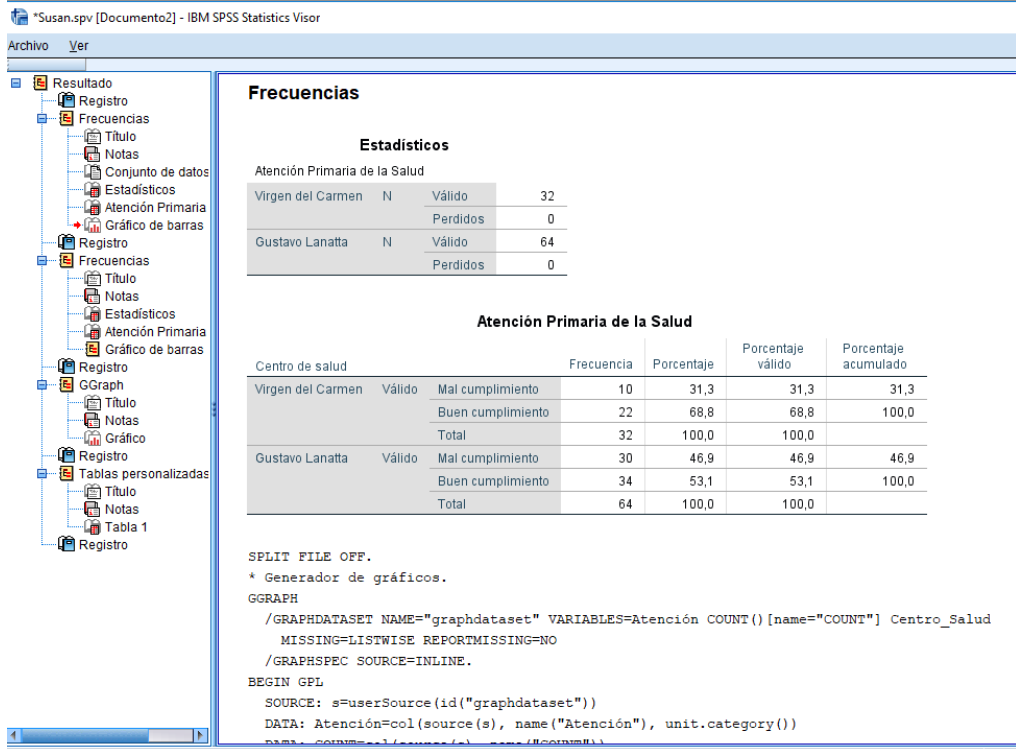 *Susan.spv [Documento2] - IBM SPSS Statistics Visor
Archivo Ver
Resultado
Registro
Frecuencias
Título
Notas
Conjunto de datos
Estadísticos
Atención Primaria
Gráfico de barras
Registro
Frecuencias
Título
Notas
Estadísticos
Atención Primaria
Gráfico de barras
Registro
GGraph
Título
Notas
Gráfico
Registro
Tablas personalizadas
Título
Notas
Tabla 1
Registro
Frecuencias
Estadísticos
Atención Primaria de la Salud
Virgen del Carmen N Válido 32
Perdidos 0
Gustavo Lanatta N Válido 64
Perdidos 0
Atención Primaria de la Salud
Centro de salud Frecuencia Porcentaje Porcentaje válido Porcentaje acumulado
Virgen del Carmen Válido Mal cumplimiento 10 31,3 31,3 31,3
Buen cumplimiento 22 68,8 68,8 100,0
Total 32 100,0 100,0
Gustavo Lanatta Válido Mal cumplimiento 30 46,9 46,9 46,9
Buen cumplimiento 34 53,1 53,1 100,0
Total 64 100,0 100,0
SPLIT FILE OFF.
* Generador de gráficos.
GGRAPH
/GRAPHDATASET NAME="graphdataset" VARIABLES=Atención COUNT()[name="COUNT"] Centro_Salud
MISSING=LISTWISE REPORTMISSING=NO
/GRAPHSPEC SOURCE=INLINE.
BEGIN GPL
SOURCE: s=userSource(id("graphdataset"))
DATA: Atención=col(source(s), name("Atención"), unit.category())
DATA: COUNT=col(source(s), name("COUNT"))